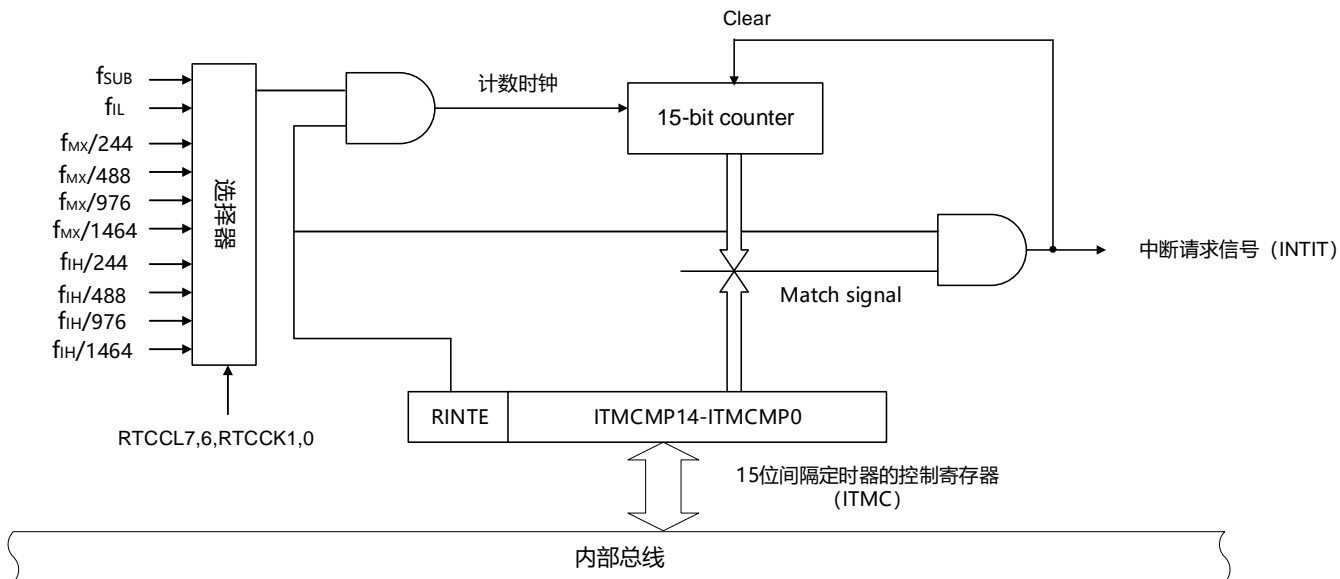 Clear
fSUB
fIL
fMX/244
fMX/488
fMX/976
fMX/1464
fIH/244
fIH/488
fIH/976
fIH/1464
选择器
计数时钟
15-bit counter
Match signal
中断请求信号（INTIT）
RINTE
ITMCMP14-ITMCMP0
RTCCL7,6,RTCCK1,0
15位间隔定时器的控制寄存器
（ITMC）
内部总线